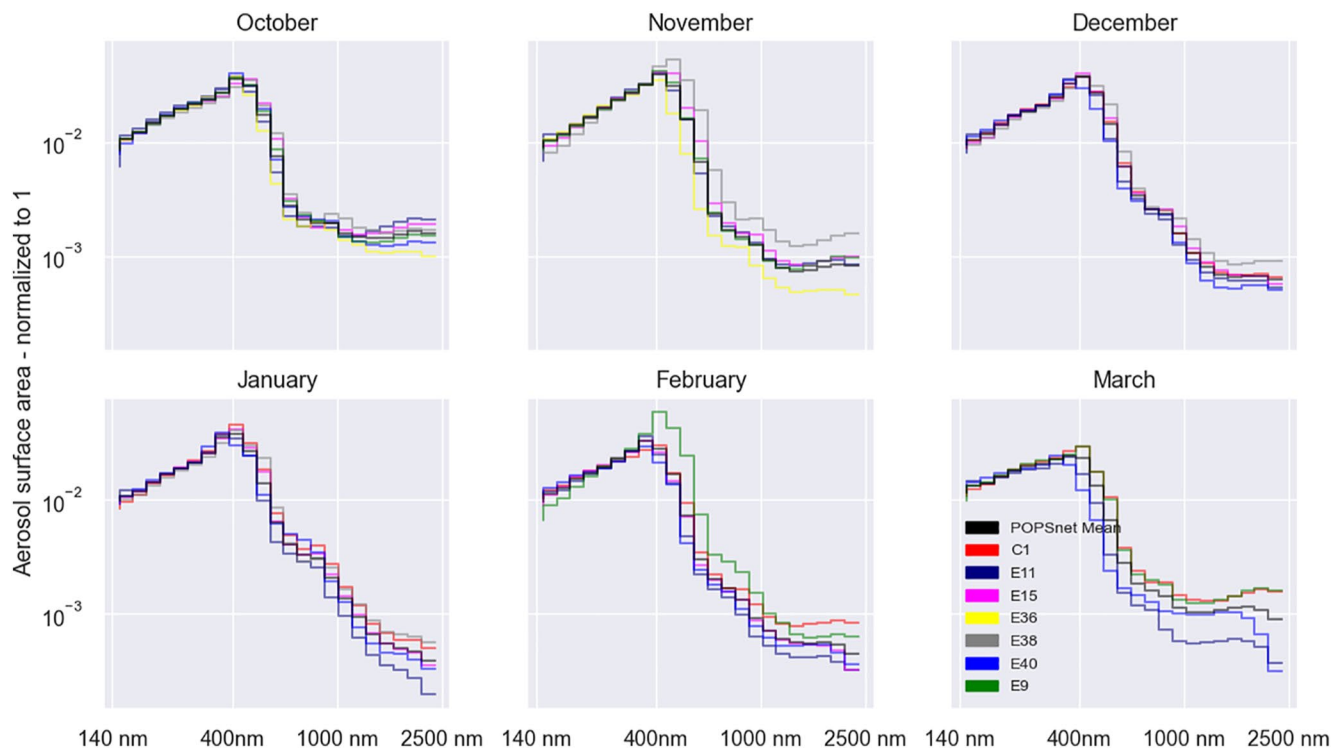 October
November
December
10-2
10-3
Aerosol surface area - normalized to 1
January
February
March
10-2
10-3
POPSnet Mean
C1
E11
E15
E36
E38
E40
E9
140 nm 400nm 1000 nm 2500 nm
140 nm 400nm 1000 nm 2500 nm
140 nm 400nm 1000 nm 2500 nm